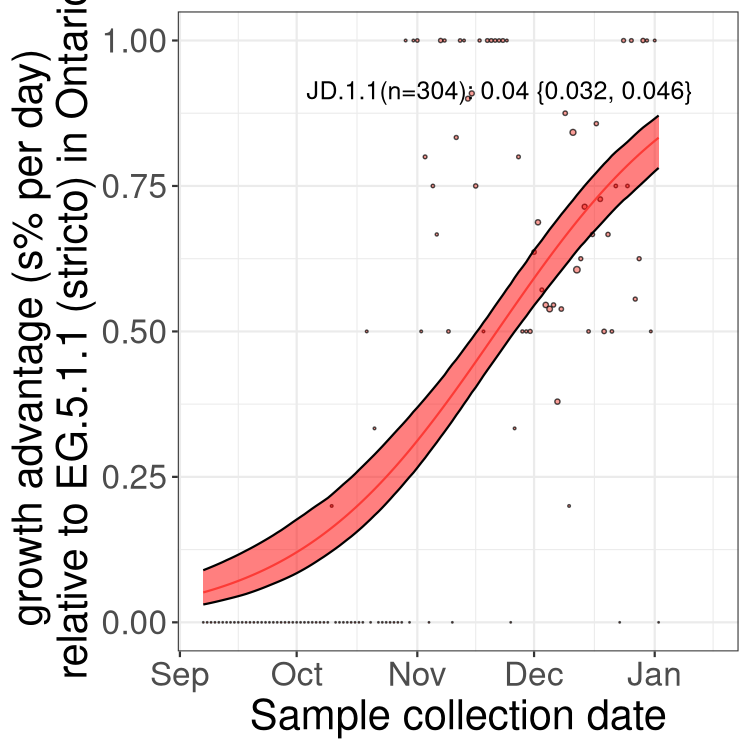 growth advantage (s% per day)
relative to EG.5.1.1 (stricto) in Ontario
1.00
0.75
0.50
0.25
0.00
JD.1.1(n=304): 0.04 {0.032, 0.046}
Sep Oct Nov Dec Jan
Sample collection date